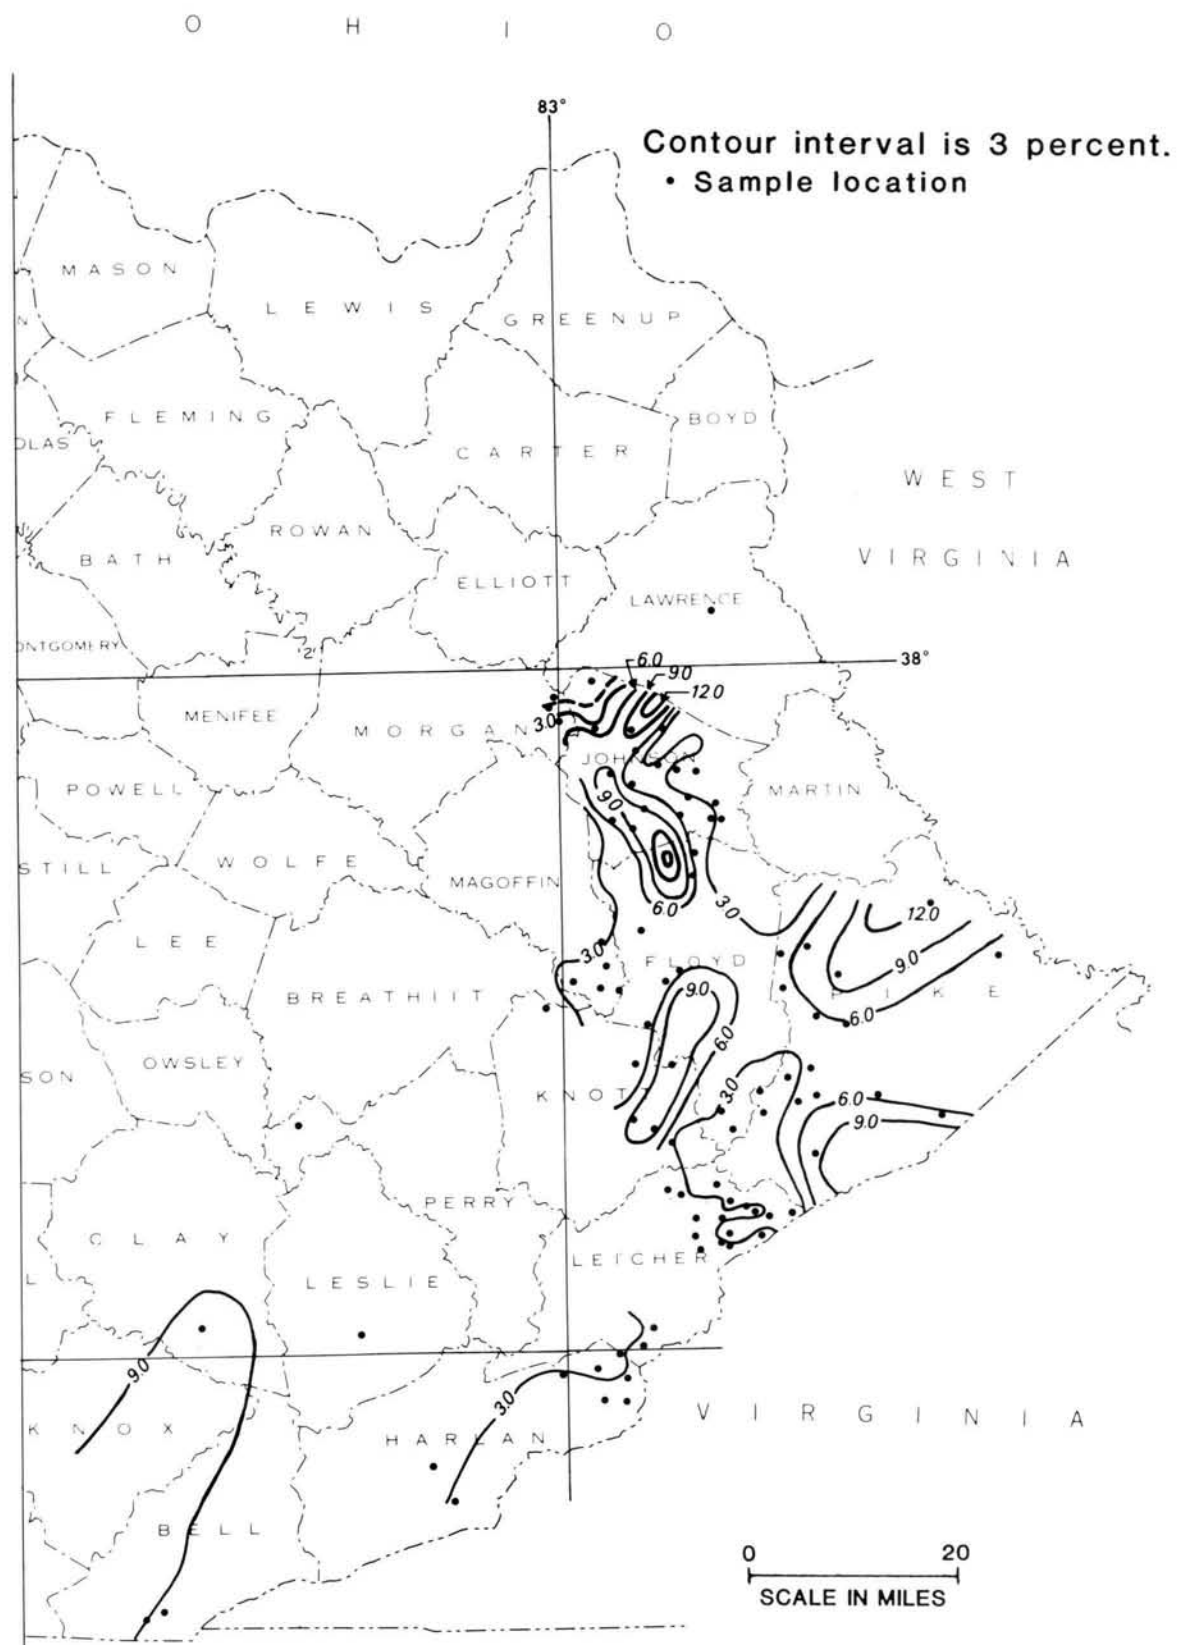 O H I O
83°
Contour interval is 3 percent.
• Sample location
MASON
LEWIS
GREENUP
N
FLEMING
BOYD
OLAS
CARTER
WEST
ROWAN
VIRGINIA
BATH
ELLIOTT
LAWRENCE
ONTGOMERY
6.0
38°
9.0
12.0
MENIFEE
3.0
MORGAN
JOHNSON
POWELL
MARTIN
9.0
STILL
WOLFE
MAGOFFIN
6.0
3.0
12.0
LEE
3.0
FLOYD
9.0
BREATHITT
9.0
PIKE
6.0
6.0
OWSLEY
SON
3.0
KNOTT
6.0
9.0
PERRY
CLAY
LETCHER
L
LESLIE
9.0
3.0
KNOX
VIRGINIA
HARLAN
BELL
0 20
SCALE IN MILES